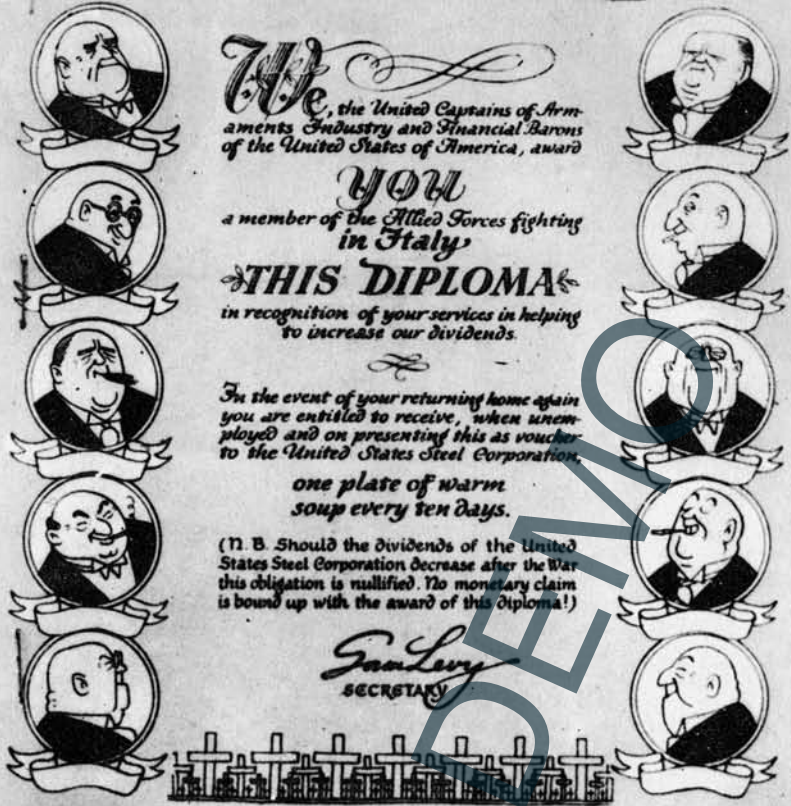 We, the United Captains of Arm-
aments Industry and Financial Barons
of the United States of America, award
YOU
a member of the Allied Forces fighting
in Italy
THIS DIPLOMA
in recognition of your services in helping
to increase our dividends.
In the event of your returning home again
you are entitled to receive, when unem-
ployed and on presenting this as voucher
to the United States Steel Corporation,
one plate of warm
soup every ten days.
(N. B. Should the dividends of the United
States Steel Corporation decrease after the War
this obligation is nullified. No monetary claim
is bound up with the award of this diploma!)
Sam Levy
SECRETARY
DEMO